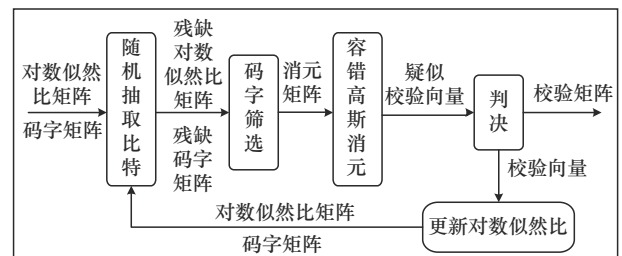 对数似然
比矩阵
码字矩阵
随
机
抽
取
比
特
残缺
对数
似然比
矩阵
残缺
码字
矩阵
码
字
筛
选
消元
矩阵
容
错
高
斯
消
元
疑似
校验向量
判
决
校验矩阵
校验向量
更新对数似然比
对数似然比矩阵
码字矩阵